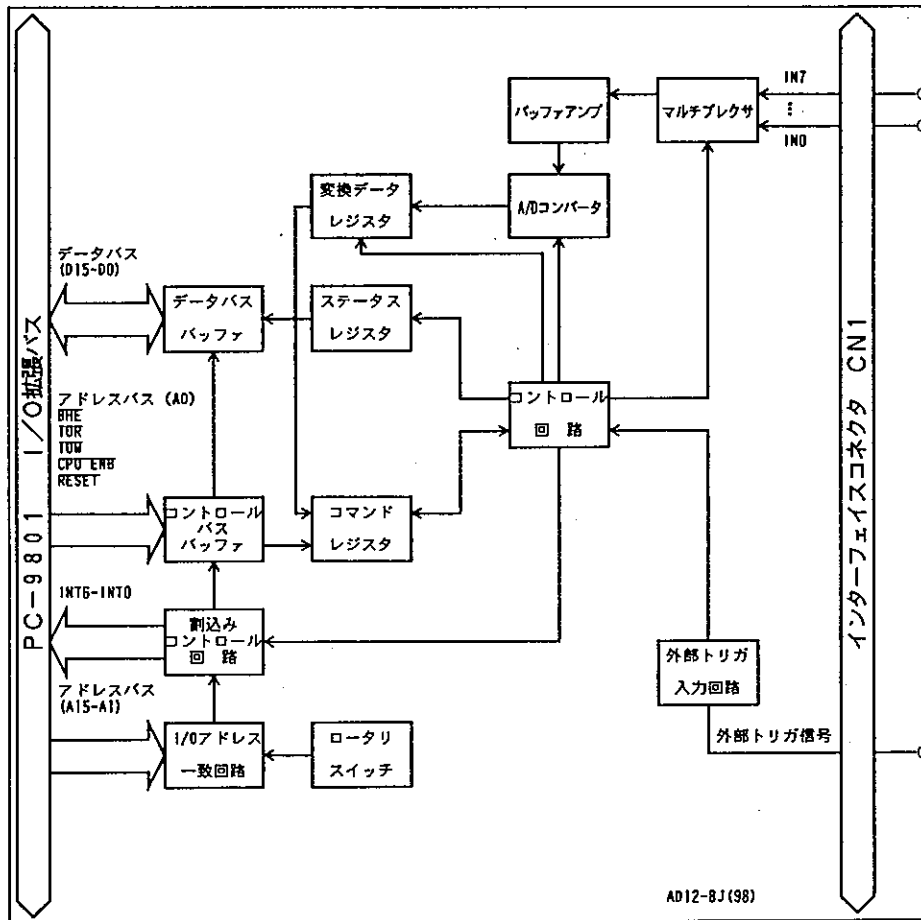 PC-9801 I/O拡張バス
データバス
(D15-D0)
アドレスバス (A0)
BHE
IOR
IOW
CPU ENB
RESET
INT6-INT0
アドレスバス
(A15-A1)
データバス
バッファ
コントロール
バス
バッファ
割込み
コントロール
回路
I/Oアドレス
一致回路
変換データ
レジスタ
ステータス
レジスタ
コマンド
レジスタ
ロータリ
スイッチ
バッファアンプ
A/Dコンバータ
コントロール
回路
マルチプレクサ
IN7
⋮
IN0
外部トリガ
入力回路
外部トリガ信号
インターフェイスコネクタ CN1
AD12-8J(98)